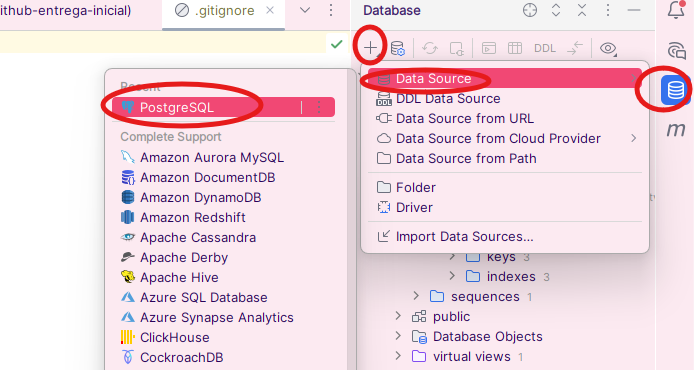 ithub-entrega-inicial)
.gitignore
Database
DDL
Recent
PostgreSQL
Complete Support
Amazon Aurora MySQL
Amazon DocumentDB
Amazon DynamoDB
Amazon Redshift
Apache Cassandra
Apache Derby
Apache Hive
Azure SQL Database
Azure Synapse Analytics
ClickHouse
CockroachDB
Data Source
DDL Data Source
Data Source from URL
Data Source from Cloud Provider
Data Source from Path
Folder
Driver
Import Data Sources...
keys 3
indexes 3
sequences 1
public
Database Objects
virtual views 1
m